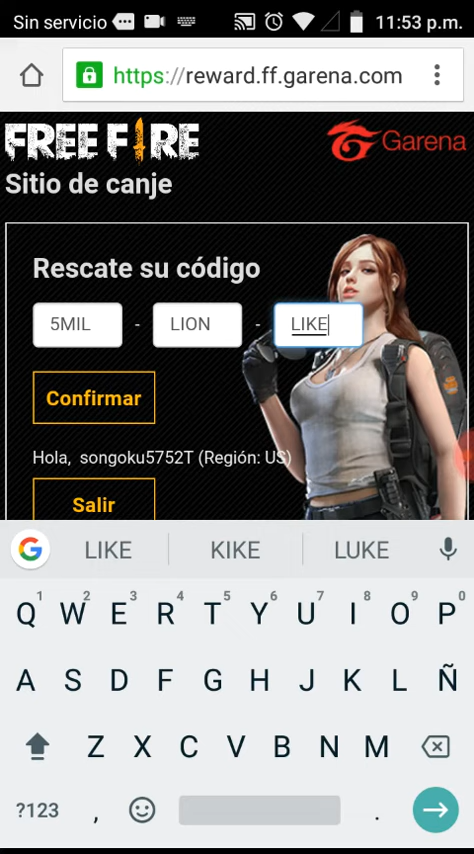 Sin servicio 11:53 p.m.
https://reward.ff.garena.com
FREE FIRE Garena
Sitio de canje
Rescate su código
5MIL - LION - LIKE
Confirmar
Hola, songoku5752T (Región: US)
Salir
LIKE KIKE LUKE
1 2 3 4 5 6 7 8 9 0
Q W E R T Y U I O P
A S D F G H J K L Ñ
Z X C V B N M
?123 , .